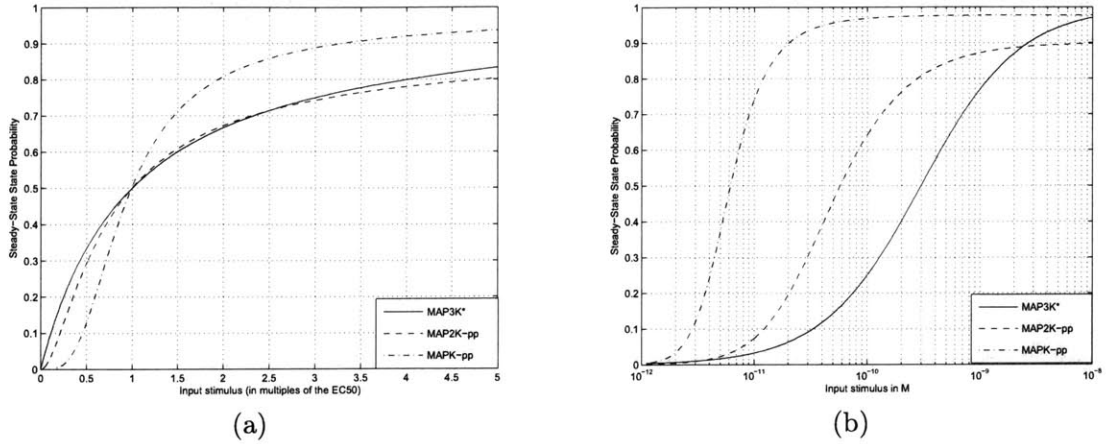 1
0.9
0.8
0.7
0.6
0.5
0.4
0.3
0.2
0.1
0
Steady-State State Probability
0 0.5 1 1.5 2 2.5 3 3.5 4 4.5 5
Input stimulus (in multiples of the EC50)
MAP3K*
MAP2K-pp
MAPK-pp
(a)
1
0.9
0.8
0.7
0.6
0.5
0.4
0.3
0.2
0.1
0
Steady-State State Probability
10⁻¹² 10⁻¹¹ 10⁻¹⁰ 10⁻⁹ 10⁻⁸
Input stimulus in M
MAP3K*
MAP2K-pp
MAPK-pp
(b)